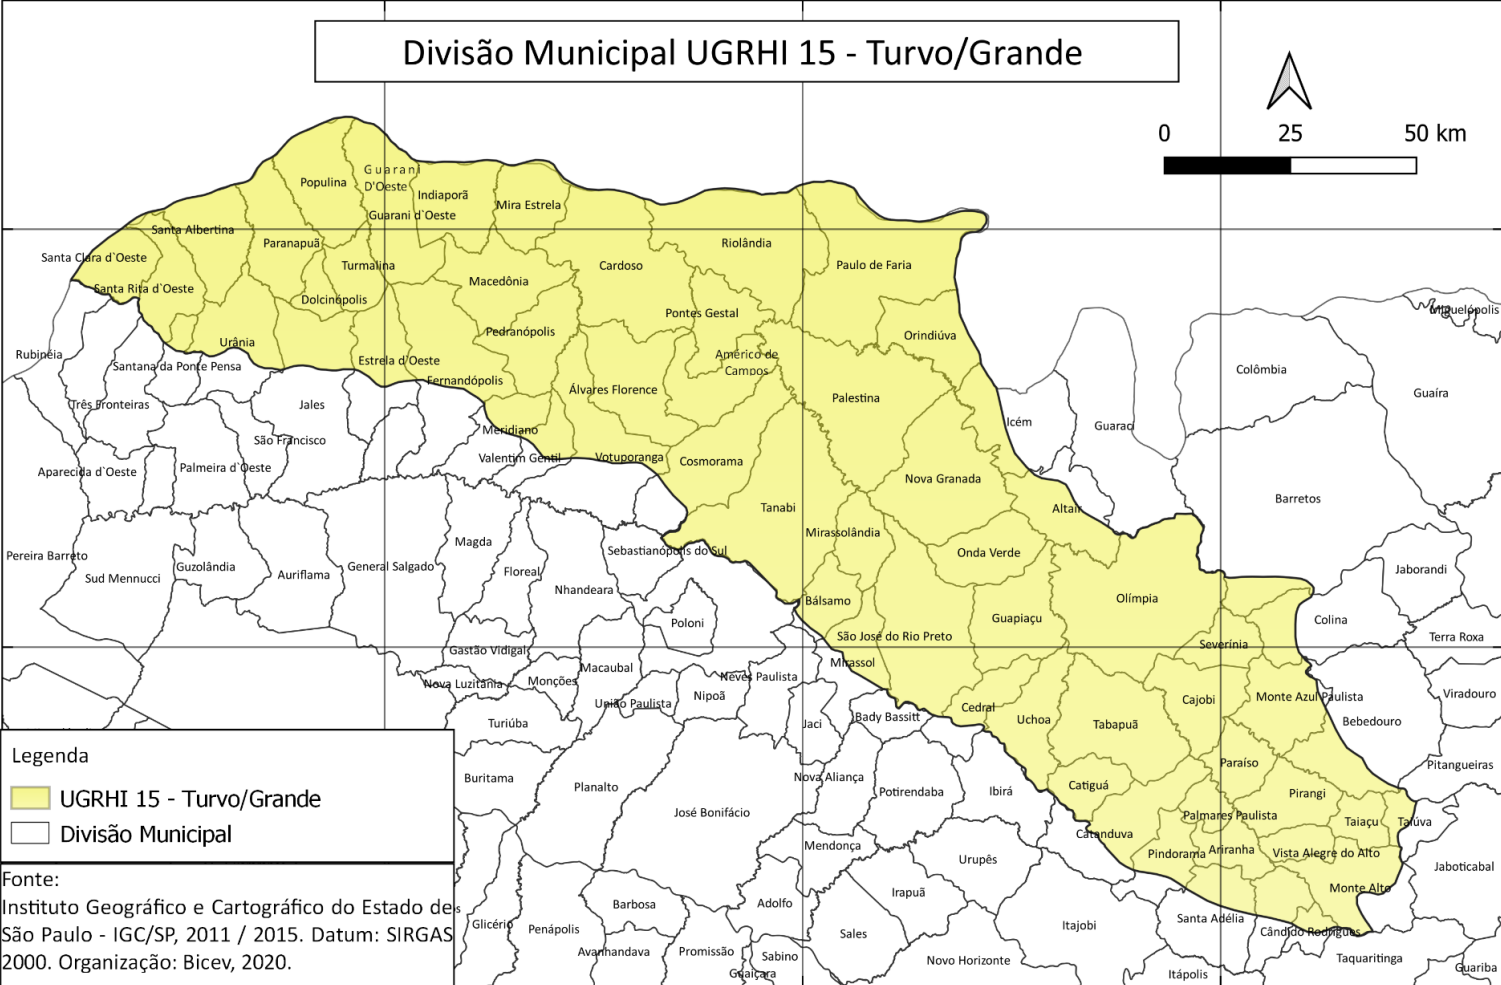 Divisão Municipal UGRHI 15 - Turvo/Grande
0 25 50 km
Populina
Guarani
D'Oeste
Indiaporã
Guarani d`Oeste
Mira Estrela
Santa Albertina
Paranapuã
Riolândia
Santa Clara d`Oeste
Turmalina
Cardoso
Paulo de Faria
Santa Rita d`Oeste
Macedônia
Dolcinópolis
Pontes Gestal
Miguelópolis
Pedranópolis
Orindiúva
Urânia
Rubinéia
Santana da Ponte Pensa
Estrela d'Oeste
Américo de
Campos
Colômbia
Fernandópolis
Álvares Florence
Palestina
Guaíra
Três Fronteiras
Jales
Icém
Guarac
São Francisco
Meridiano
Valentim Gentil
Votuporanga
Cosmorama
Aparecida d`Oeste
Palmeira d`Oeste
Nova Granada
Barretos
Tanabi
Altair
Mirassolândia
Pereira Barreto
Magda
Sebastianópolis do Sul
Onda Verde
Sud Mennucci
Guzolândia
Auriflama
General Salgado
Floreal
Nhandeara
Jaborandi
Bálsamo
Olímpia
Poloni
Guapiaçu
Colina
São José do Rio Preto
Severínia
Terra Roxa
Gastão Vidigal
Mirassol
Macaubal
Nova Luzitânia
Monções
Neves Paulista
União Paulista
Nipoã
Cedral
Cajobi
Monte Azul Paulista
Viradouro
Turiúba
Jaci
Bady Bassitt
Uchoa
Tabapuã
Bebedouro
Legenda
UGRHI 15 - Turvo/Grande
Divisão Municipal
Buritama
Planalto
Nova Aliança
Potirendaba
Ibirá
Catiguá
Paraíso
Pirangi
Pitangueiras
José Bonifácio
Palmares Paulista
Taiaçu
Taiúva
Mendonça
Catanduva
Urupês
Pindorama
Ariranha
Vista Alegre do Alto
Jaboticabal
Fonte:
Instituto Geográfico e Cartográfico do Estado de
São Paulo - IGC/SP, 2011 / 2015. Datum: SIRGAS
2000. Organização: Bicev, 2020.
Irapuã
Monte Alto
Barbosa
Adolfo
Glicério
Penápolis
Sales
Itajobi
Santa Adélia
Cândido Rodrigues
Avanhandava
Promissão
Sabino
Novo Horizonte
Taquaritinga
Guaiçara
Itápolis
Guariba